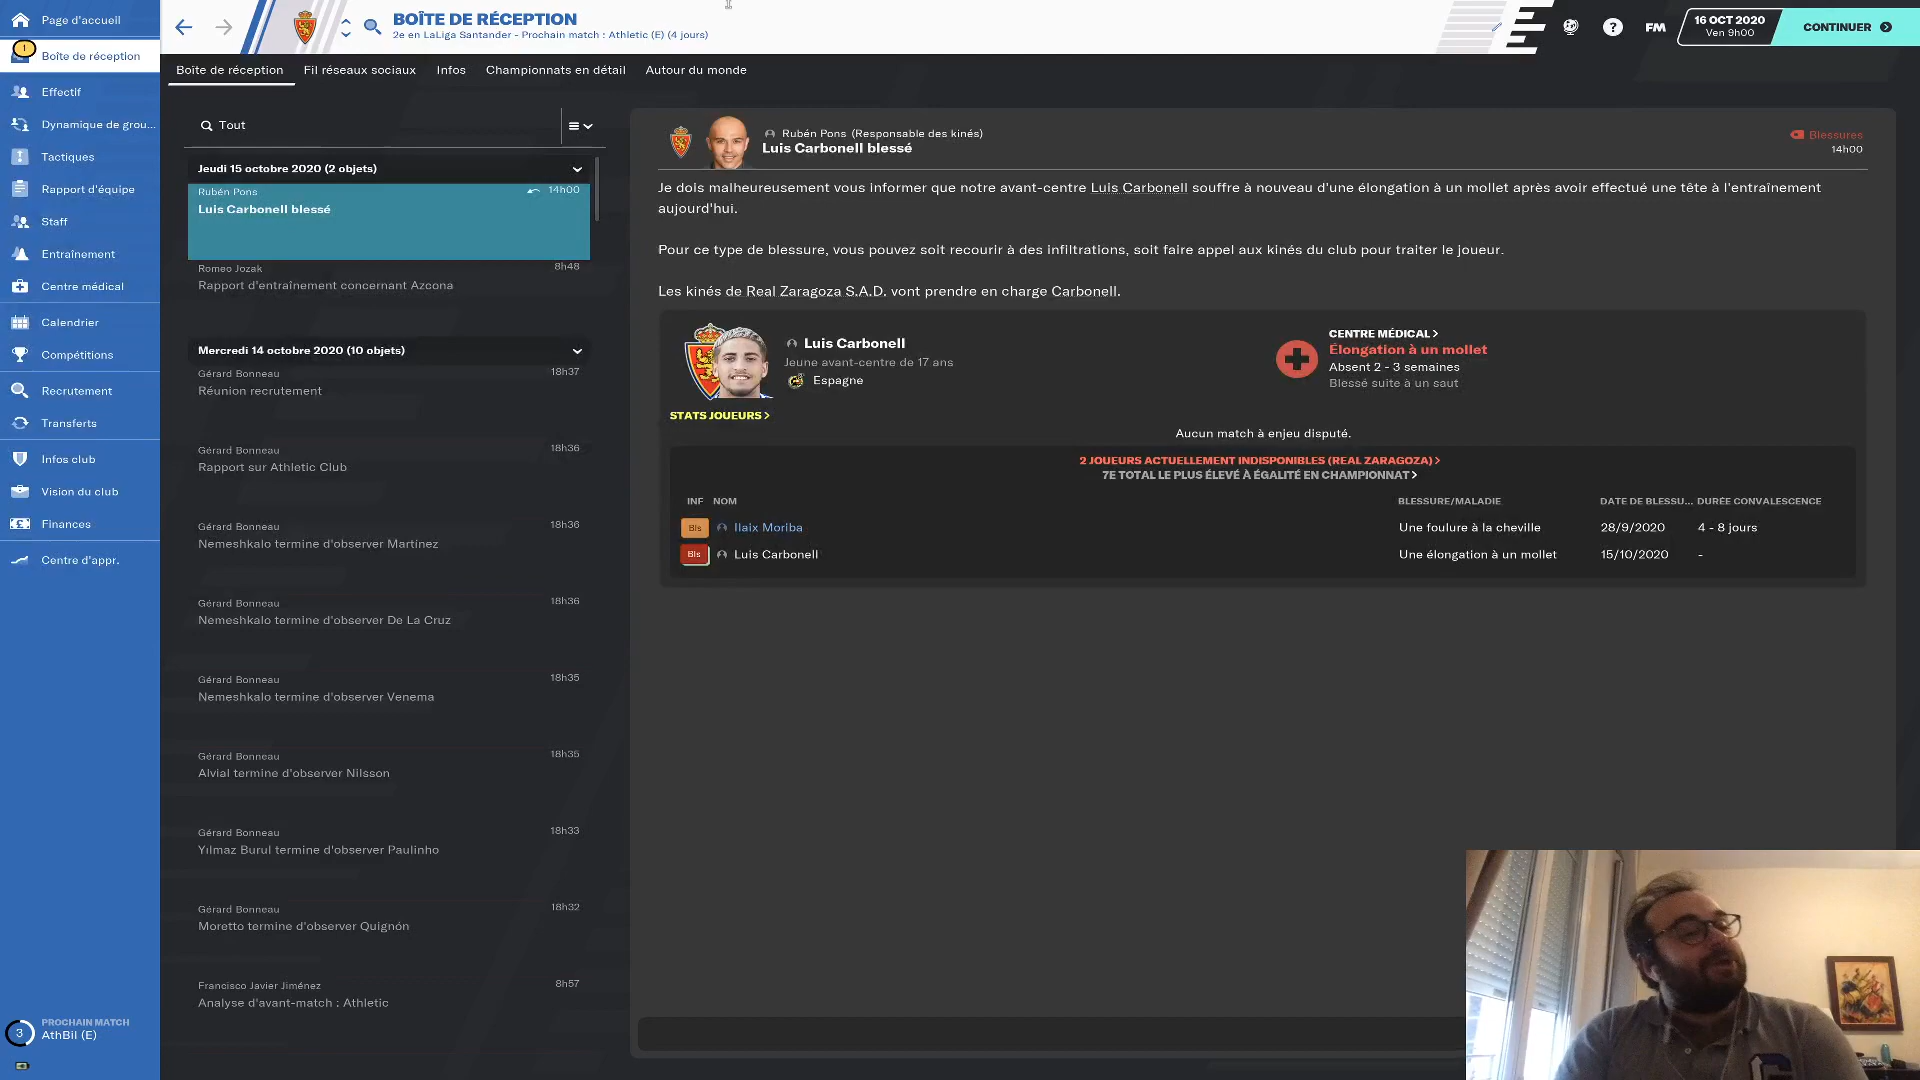 Page d'accueil
1
Boîte de réception
Effectif
Dynamique de grou...
Tactiques
Rapport d'équipe
Staff
Entraînement
Centre médical
Calendrier
Compétitions
Recrutement
Transferts
Infos club
Vision du club
Finances
Centre d'appr.
3
PROCHAIN MATCH
AthBil (E)
BOÎTE DE RÉCEPTION
2e en LaLiga Santander - Prochain match : Athletic (E) (4 jours)
?
FM
16 OCT 2020
Ven 9h00
CONTINUER
Boîte de réception
Fil réseaux sociaux
Infos
Championnats en détail
Autour du monde
Tout
Jeudi 15 octobre 2020 (2 objets)
Rubén Pons 14h00
Luis Carbonell blessé
Romeo Jozak 8h48
Rapport d'entraînement concernant Azcona
Mercredi 14 octobre 2020 (10 objets)
Gérard Bonneau 18h37
Réunion recrutement
Gérard Bonneau 18h36
Rapport sur Athletic Club
Gérard Bonneau 18h36
Nemeshkalo termine d'observer Martínez
Gérard Bonneau 18h36
Nemeshkalo termine d'observer De La Cruz
Gérard Bonneau 18h35
Nemeshkalo termine d'observer Venema
Gérard Bonneau 18h35
Alvial termine d'observer Nilsson
Gérard Bonneau 18h33
Yılmaz Burul termine d'observer Paulinho
Gérard Bonneau 18h32
Moretto termine d'observer Quignón
Francisco Javier Jiménez 8h57
Analyse d'avant-match : Athletic
Rubén Pons (Responsable des kinés)
Luis Carbonell blessé
Blessures
14h00
Je dois malheureusement vous informer que notre avant-centre Luis Carbonell souffre à nouveau d'une élongation à un mollet après avoir effectué une tête à l'entraînement
aujourd'hui.
Pour ce type de blessure, vous pouvez soit recourir à des infiltrations, soit faire appel aux kinés du club pour traiter le joueur.
Les kinés de Real Zaragoza S.A.D. vont prendre en charge Carbonell.
Luis Carbonell
Jeune avant-centre de 17 ans
Espagne
STATS JOUEURS >
CENTRE MÉDICAL >
Élongation à un mollet
Absent 2 - 3 semaines
Blessé suite à un saut
Aucun match à enjeu disputé.
2 JOUEURS ACTUELLEMENT INDISPONIBLES (REAL ZARAGOZA) >
7E TOTAL LE PLUS ÉLEVÉ À ÉGALITÉ EN CHAMPIONNAT >
INF NOM BLESSURE/MALADIE DATE DE BLESSU... DURÉE CONVALESCENCE
Bls Ilaix Moriba Une foulure à la cheville 28/9/2020 4 - 8 jours
Bls Luis Carbonell Une élongation à un mollet 15/10/2020 -